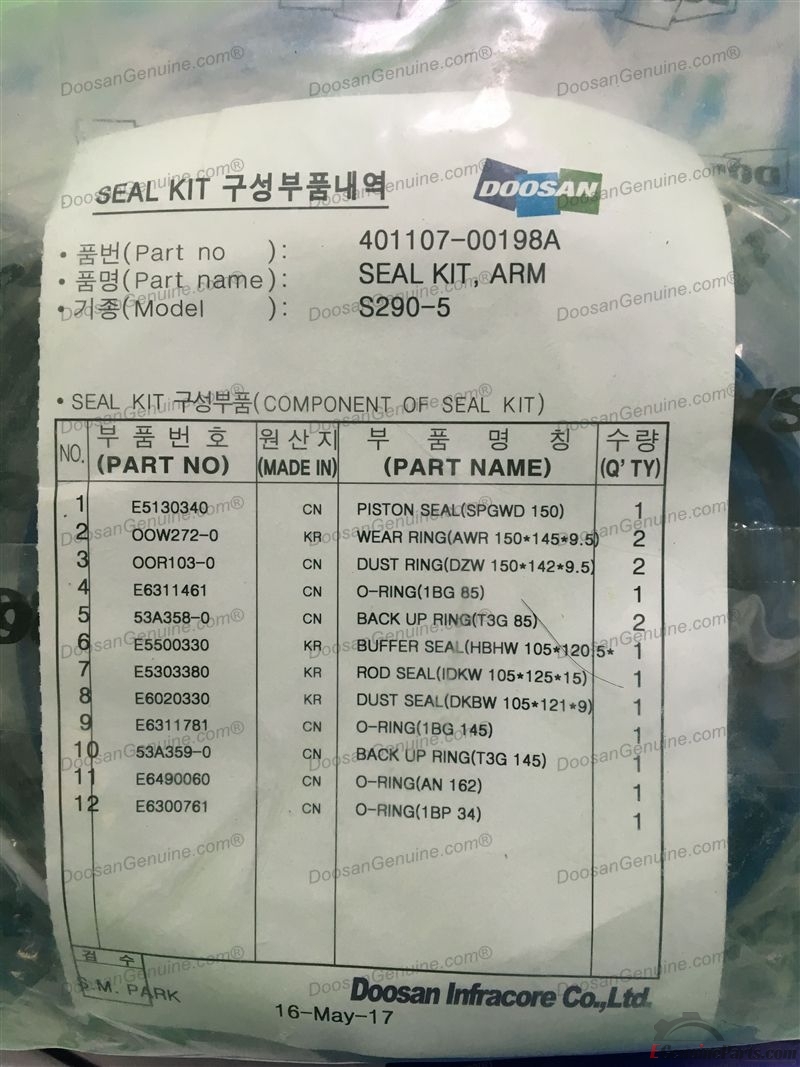 SEAL KIT 구성부품내역
DOOSAN
• 품번(Part no ): 401107-00198A
• 품명(Part name): SEAL KIT, ARM
• 기종(Model ): S290-5
• SEAL KIT 구성부품(COMPONENT OF SEAL KIT)
NO. 부품번호 (PART NO) 원산지 (MADE IN) 부품명칭 (PART NAME) 수량 (Q' TY)
1 E5130340 CN PISTON SEAL(SPGWD 150) 1
2 OOW272-0 KR WEAR RING(AWR 150*145*9.5) 2
3 OOR103-0 CN DUST RING(DZW 150*142*9.5) 2
4 E6311461 CN O-RING(1BG 85) 1
5 53A358-0 CN BACK UP RING(T3G 85) 2
6 E5500330 KR BUFFER SEAL(HBHW 105*120.5* 1
7 E5303380 KR ROD SEAL(IDKW 105*125*15) 1
8 E6020330 KR DUST SEAL(DKBW 105*121*9) 1
9 E6311781 CN O-RING(1BG 145) 1
10 53A359-0 CN BACK UP RING(T3G 145) 1
11 E6490060 CN O-RING(AN 162) 1
12 E6300761 CN O-RING(1BP 34) 1
검 수
S.M. PARK
Doosan Infracore Co.,Ltd.
16-May-17
DoosanGenuine.com®
EGenuineParts.com